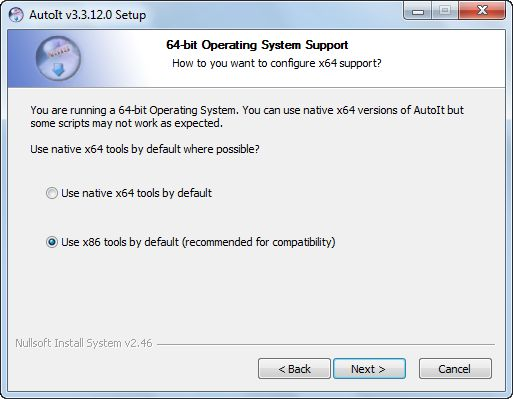 AutoIt v3.3.12.0 Setup
64-bit Operating System Support
How to you want to configure x64 support?
You are running a 64-bit Operating System. You can use native x64 versions of AutoIt but
some scripts may not work as expected.
Use native x64 tools by default where possible?
Use native x64 tools by default
Use x86 tools by default (recommended for compatibility)
Nullsoft Install System v2.46
< Back
Next >
Cancel